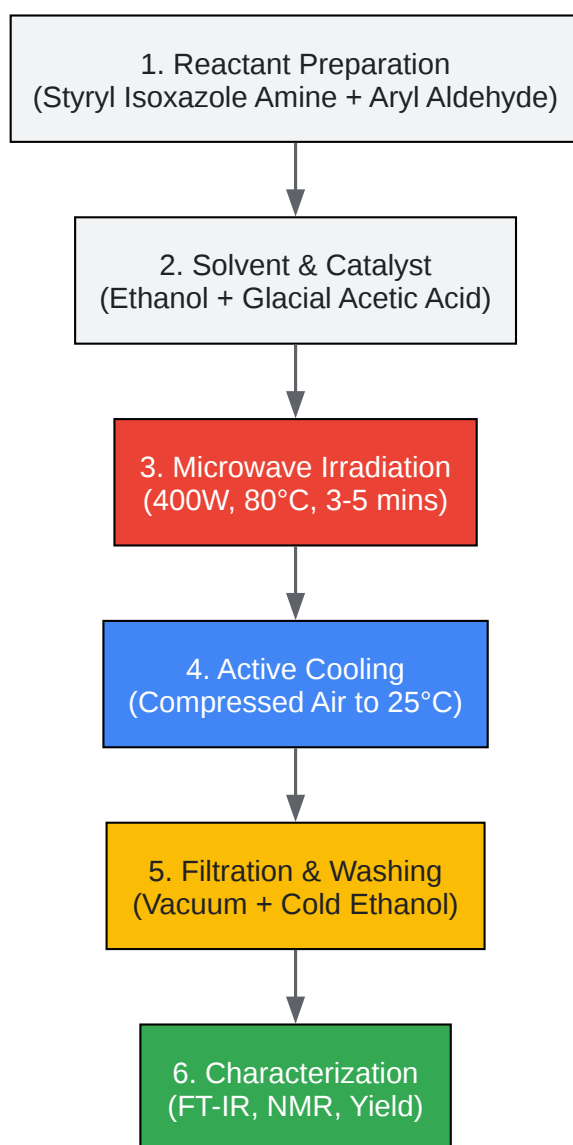 1. Reactant Preparation
(Styryl Isoxazole Amine + Aryl Aldehyde)
2. Solvent & Catalyst
(Ethanol + Glacial Acetic Acid)
3. Microwave Irradiation
(400W, 80°C, 3-5 mins)
4. Active Cooling
(Compressed Air to 25°C)
5. Filtration & Washing
(Vacuum + Cold Ethanol)
6. Characterization
(FT-IR, NMR, Yield)